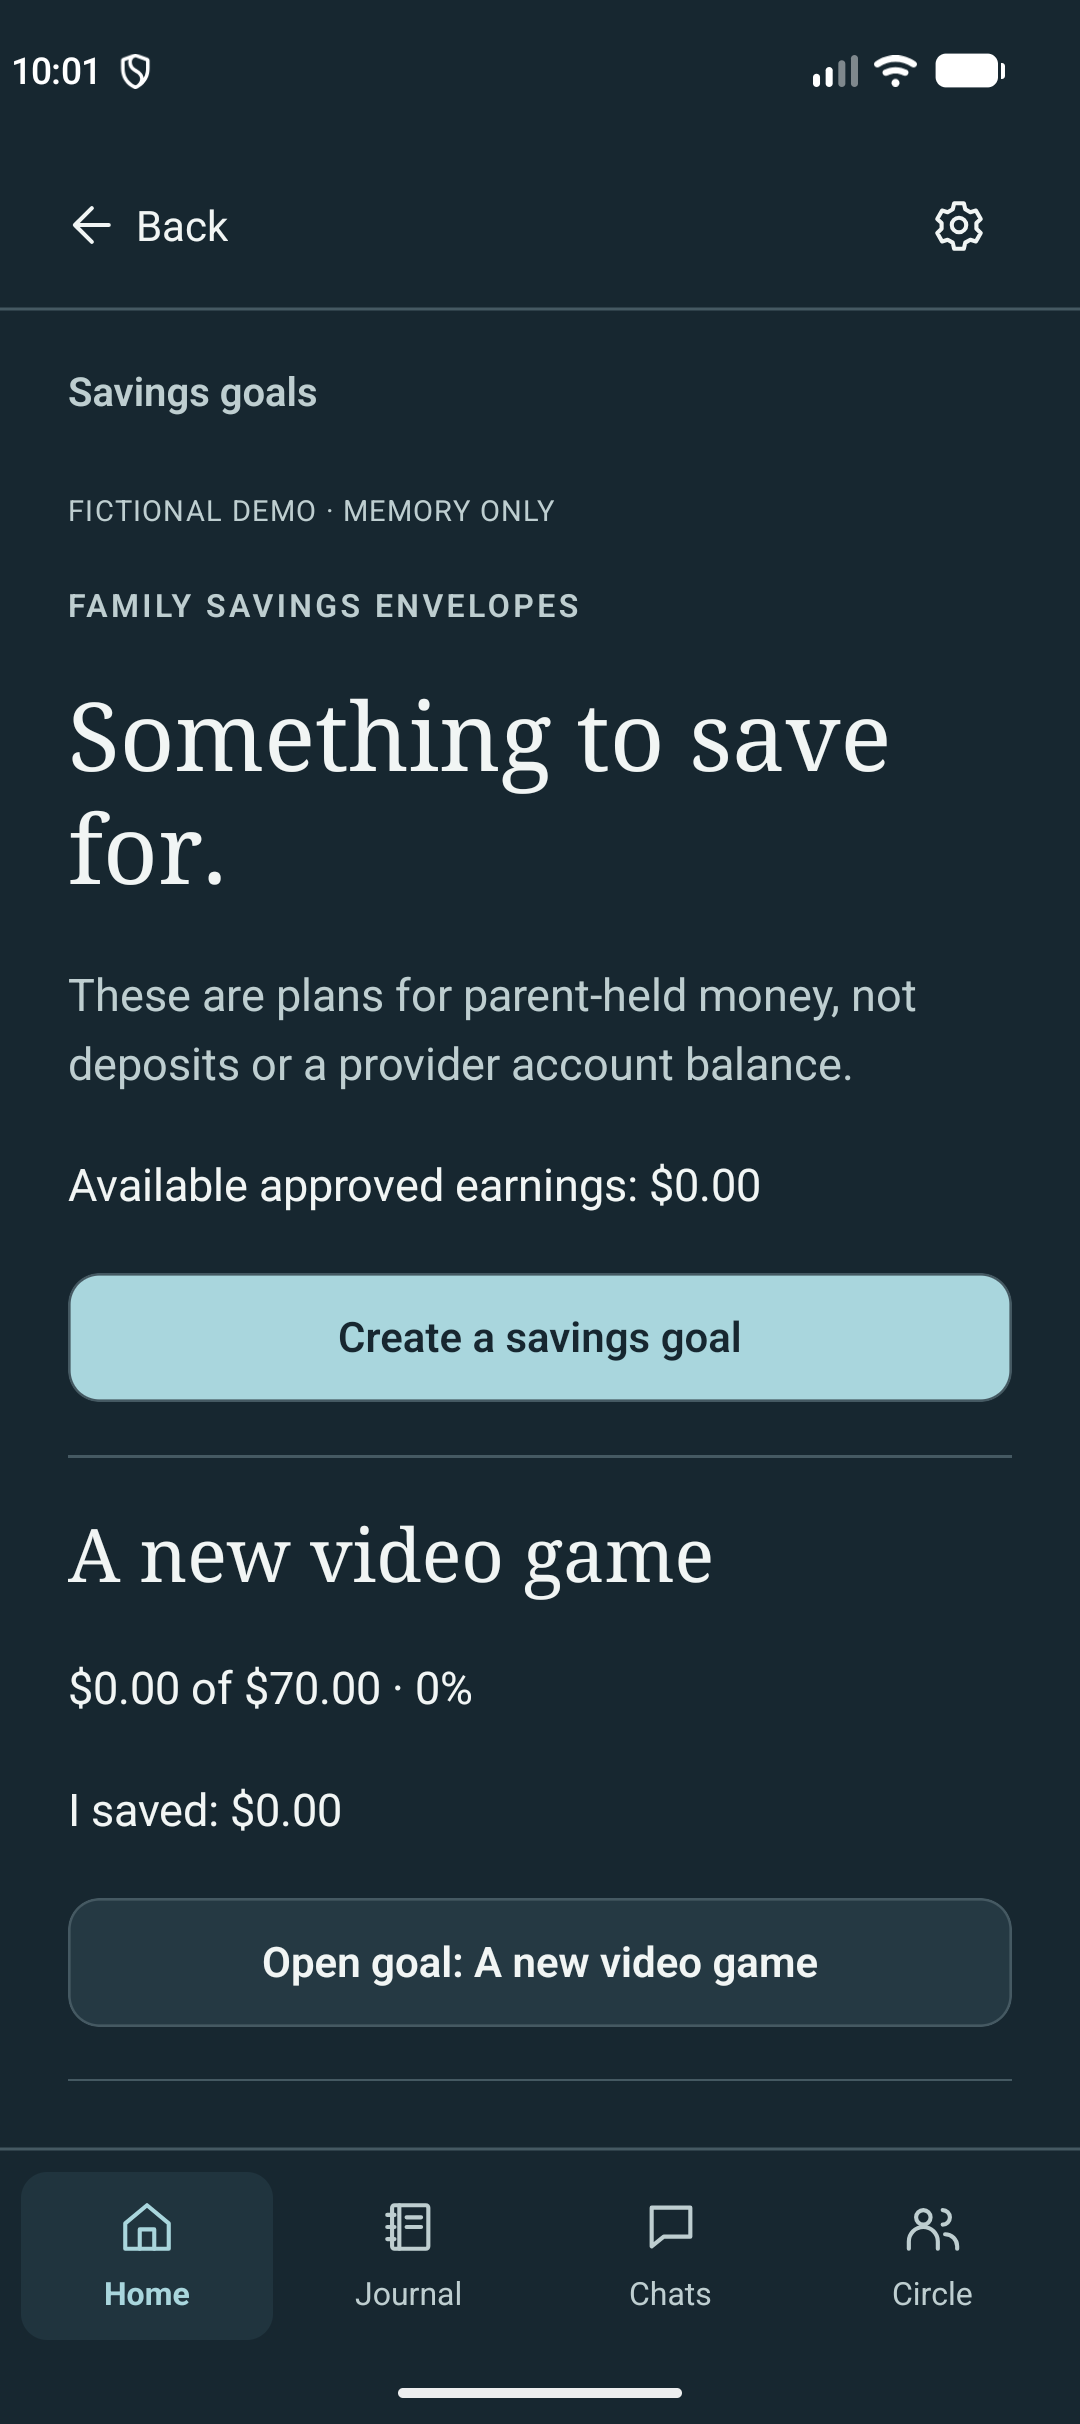 10:01
Back
Savings goals
FICTIONAL DEMO · MEMORY ONLY
FAMILY SAVINGS ENVELOPES
Something to save
for.
These are plans for parent-held money, not
deposits or a provider account balance.
Available approved earnings: $0.00
Create a savings goal
A new video game
$0.00 of $70.00 · 0%
I saved: $0.00
Open goal: A new video game
Home
Journal
Chats
Circle